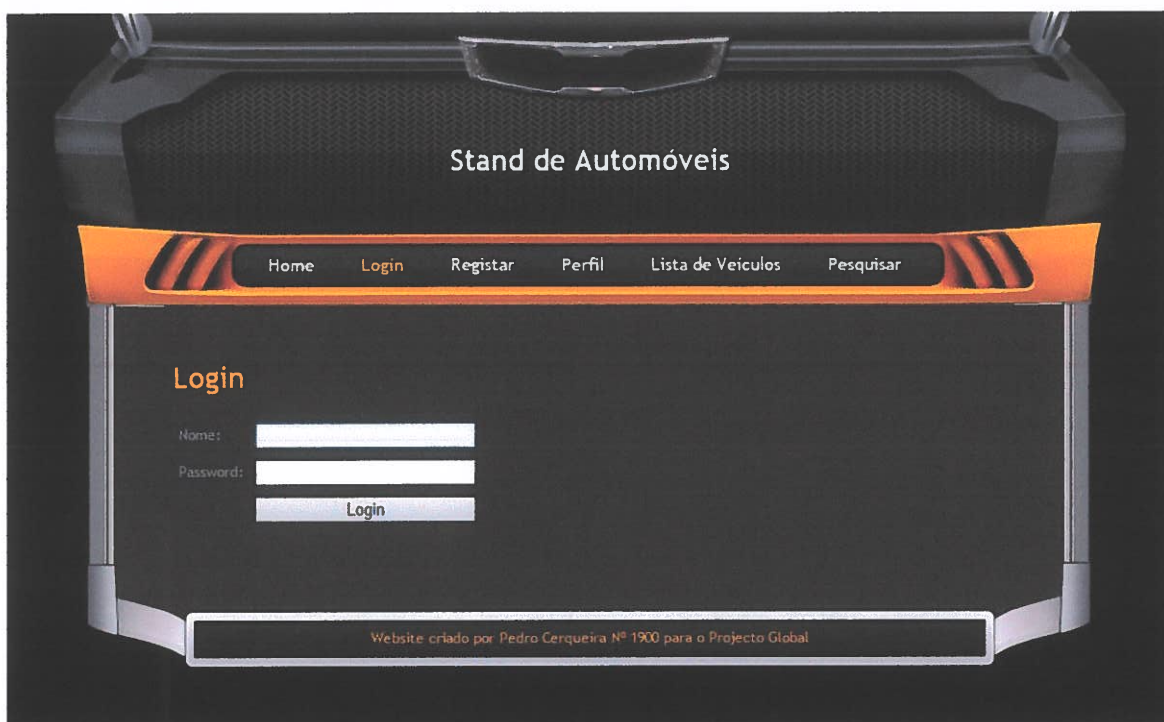 Stand de Automóveis
Home Login Registar Perfil Lista de Veículos Pesquisar
Login
Nome:
Password:
Login
Website criado por Pedro Cerqueira Nº 1900 para o Projecto Global